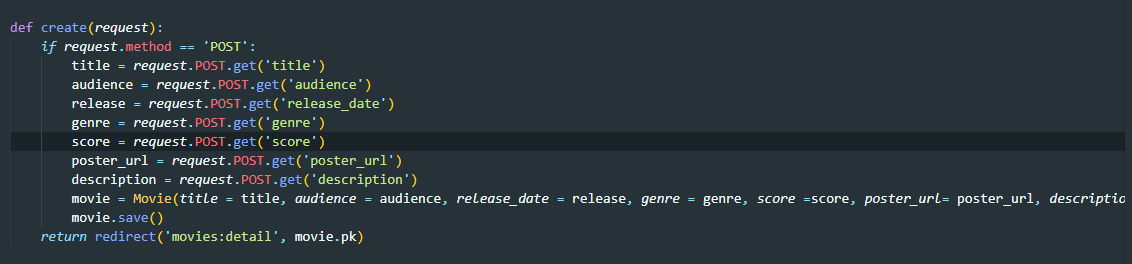 def create(request):
    if request.method == 'POST':
        title = request.POST.get('title')
        audience = request.POST.get('audience')
        release = request.POST.get('release_date')
        genre = request.POST.get('genre')
        score = request.POST.get('score')
        poster_url = request.POST.get('poster_url')
        description = request.POST.get('description')
        movie = Movie(title = title, audience = audience, release_date = release, genre = genre, score =score, poster_url= poster_url, descriptio
        movie.save()
    return redirect('movies:detail', movie.pk)